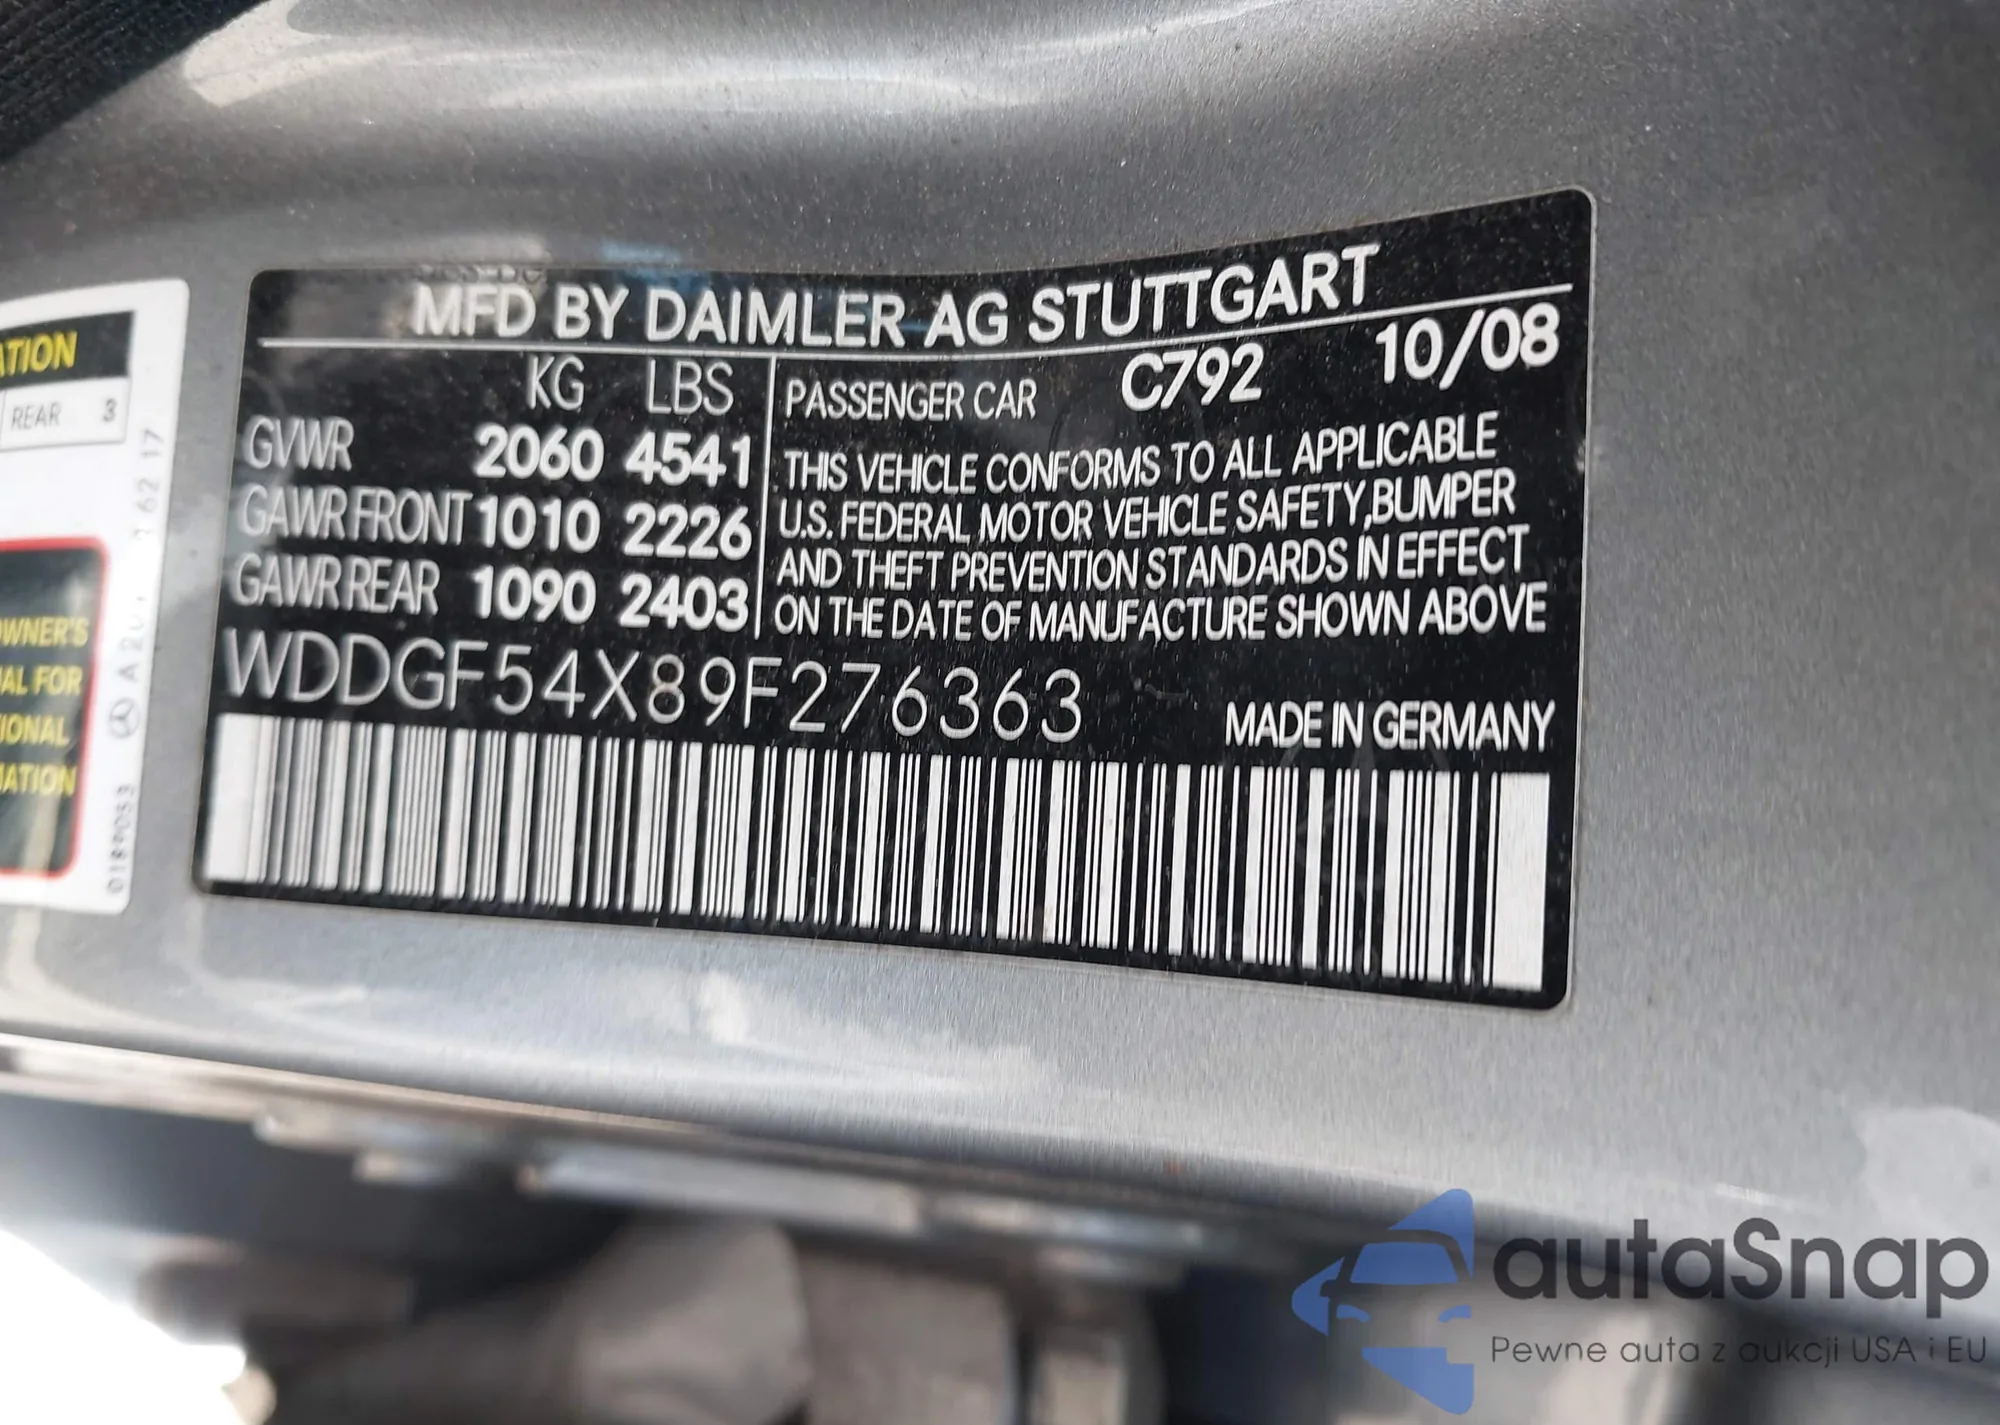 MFD BY DAIMLER AG STUTTGART
KG LBS
GVWR 2060 4541
GAWR FRONT 1010 2226
GAWR REAR 1090 2403
PASSENGER CAR C792 10/08
THIS VEHICLE CONFORMS TO ALL APPLICABLE
U.S. FEDERAL MOTOR VEHICLE SAFETY,BUMPER
AND THEFT PREVENTION STANDARDS IN EFFECT
ON THE DATE OF MANUFACTURE SHOWN ABOVE
WDDGF54X89F276363
MADE IN GERMANY
ATION
REAR 3
OWNER'S
AL FOR
IONAL
MATION
autaSnap
Pewne auta z aukcji USA i EU